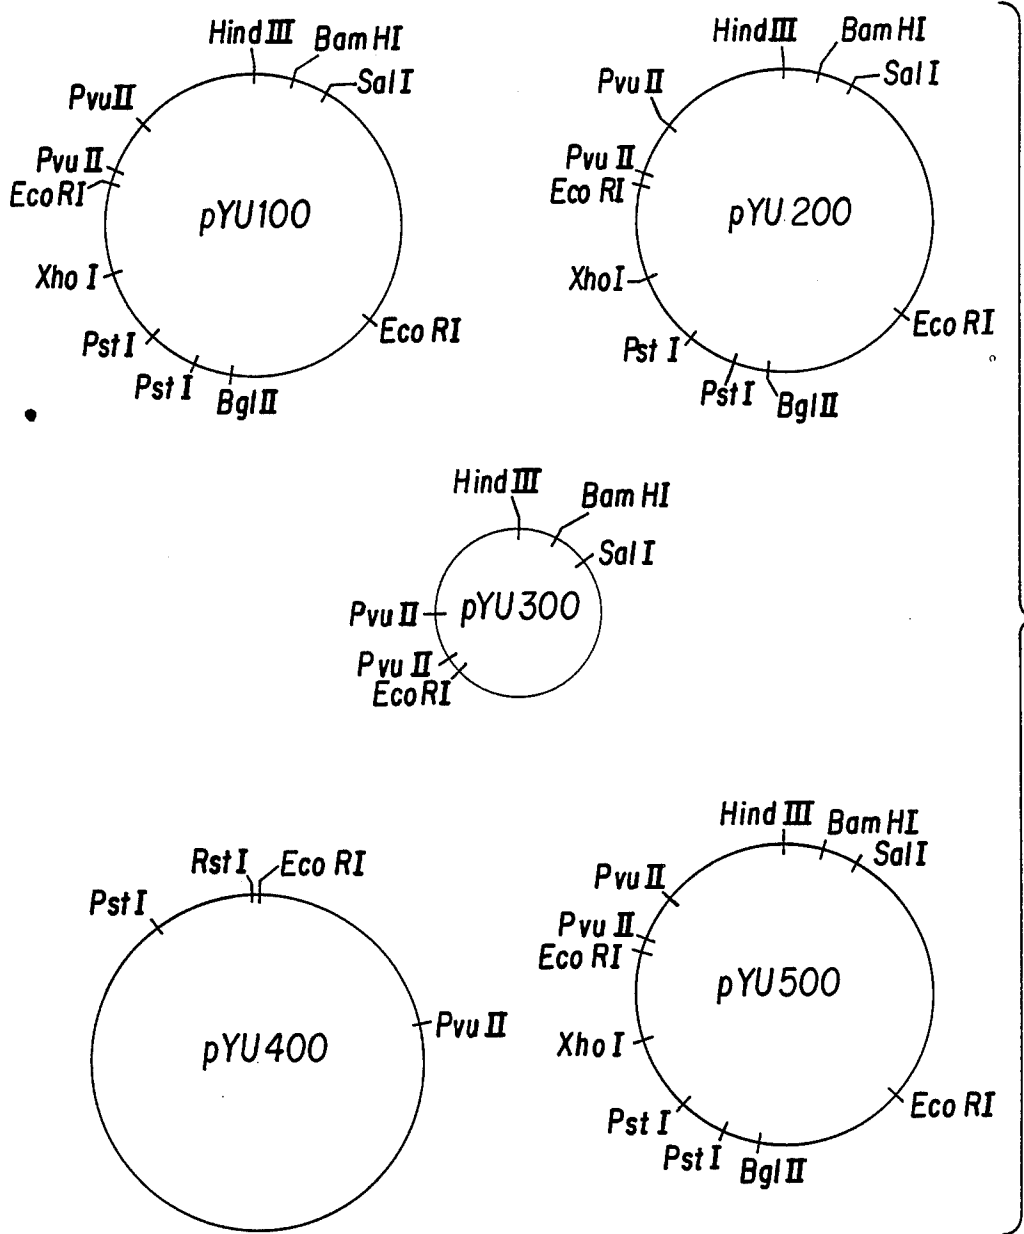 Hind III
Bam HI
Sal I
Pvu II
Pvu II
Eco RI
pYU100
Xho I
Eco RI
Pst I
Pst I
Bgl II
Hind III
Bam HI
Sal I
Pvu II
Pvu II
Eco RI
pYU200
Xho I
Eco RI
Pst I
Pst I
Bgl II
Hind III
Bam HI
Sal I
Pvu II
pYU300
Pvu II
Eco RI
Rst I
Eco RI
Pst I
Pvu II
pYU400
Hind III
Bam HI
Sal I
Pvu II
Pvu II
Eco RI
pYU500
Xho I
Eco RI
Pst I
Pst I
Bgl II